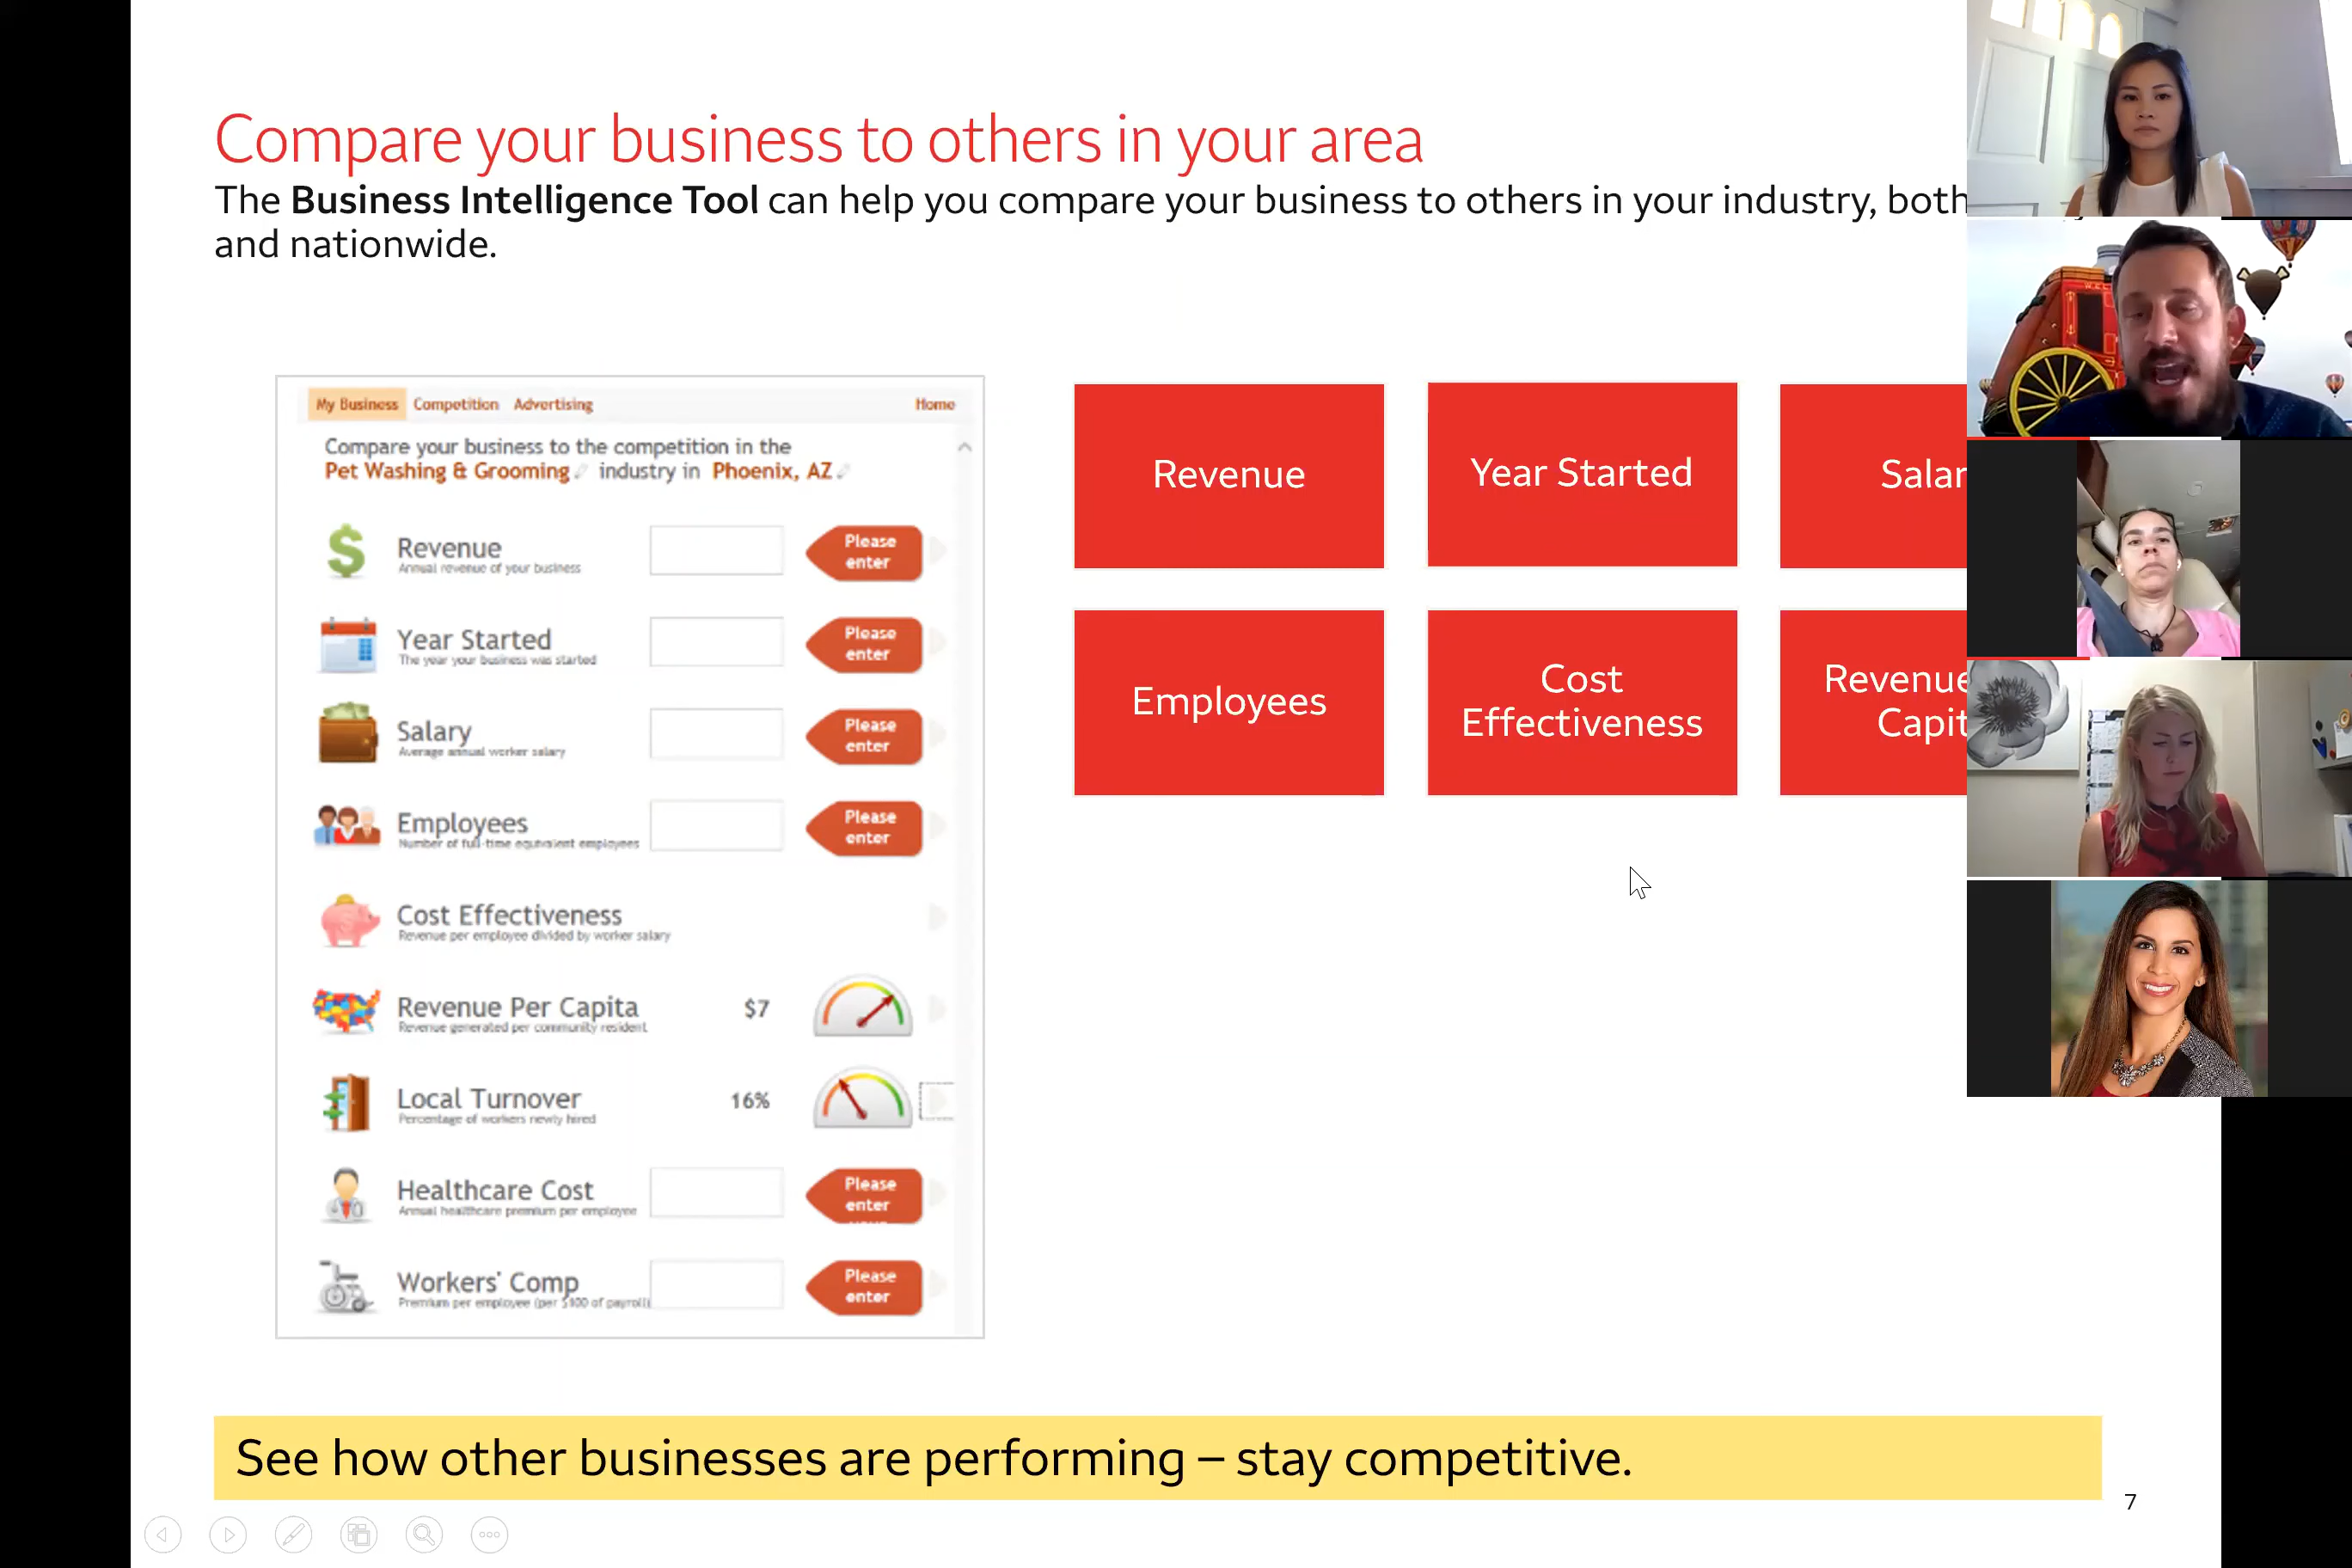 Compare your business to others in your area
The Business Intelligence Tool can help you compare your business to others in your industry, both
and nationwide.
My Business Competition Advertising Home
Compare your business to the competition in the
Pet Washing & Grooming industry in Phoenix, AZ
Revenue
Annual revenue of your business
Please
enter
Year Started
The year your business was started
Please
enter
Salary
Average annual worker salary
Please
enter
Employees
Number of full-time equivalent employees
Please
enter
Cost Effectiveness
Revenue per employee divided by worker salary
Revenue Per Capita $7
Revenue generated per community resident
Local Turnover 16%
Percentage of workers newly hired
Healthcare Cost
Annual healthcare premium per employee
Please
enter
Workers' Comp
Premium per employee (per $100 of payroll)
Please
enter
Revenue
Year Started
Salar
Employees
Cost
Effectiveness
Revenue
Capit
See how other businesses are performing – stay competitive.
7